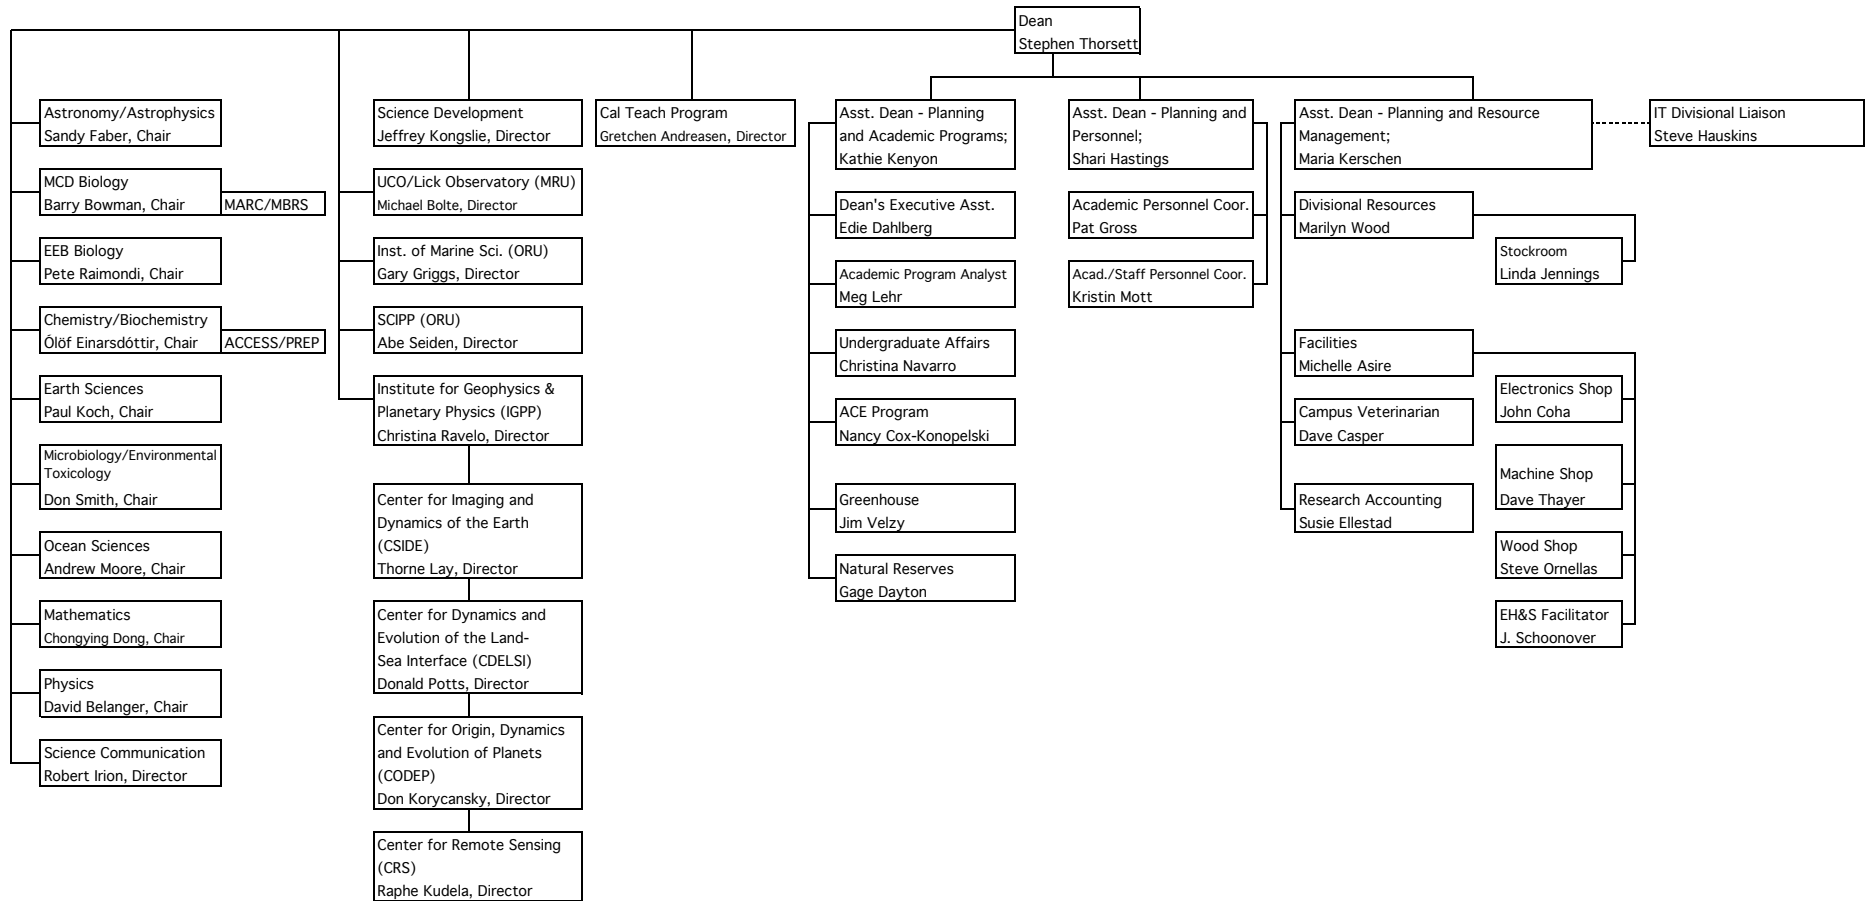 Dean
Stephen Thorsett
Astronomy/Astrophysics
Sandy Faber, Chair
MCD Biology
Barry Bowman, Chair
MARC/MBRS
EEB Biology
Pete Raimondi, Chair
Chemistry/Biochemistry
Ólöf Einarsdóttir, Chair
ACCESS/PREP
Earth Sciences
Paul Koch, Chair
Microbiology/Environmental
Toxicology
Don Smith, Chair
Ocean Sciences
Andrew Moore, Chair
Mathematics
Chongying Dong, Chair
Physics
David Belanger, Chair
Science Communication
Robert Irion, Director
Science Development
Jeffrey Kongslie, Director
UCO/Lick Observatory (MRU)
Michael Bolte, Director
Inst. of Marine Sci. (ORU)
Gary Griggs, Director
SCIPP (ORU)
Abe Seiden, Director
Institute for Geophysics &
Planetary Physics (IGPP)
Christina Ravelo, Director
Center for Imaging and
Dynamics of the Earth
(CSIDE)
Thorne Lay, Director
Center for Dynamics and
Evolution of the Land-
Sea Interface (CDELSI)
Donald Potts, Director
Center for Origin, Dynamics
and Evolution of Planets
(CODEP)
Don Korycansky, Director
Center for Remote Sensing
(CRS)
Raphe Kudela, Director
Cal Teach Program
Gretchen Andreasen, Director
Asst. Dean - Planning
and Academic Programs;
Kathie Kenyon
Dean's Executive Asst.
Edie Dahlberg
Academic Program Analyst
Meg Lehr
Undergraduate Affairs
Christina Navarro
ACE Program
Nancy Cox-Konopelski
Greenhouse
Jim Velzy
Natural Reserves
Gage Dayton
Asst. Dean - Planning and
Personnel;
Shari Hastings
Academic Personnel Coor.
Pat Gross
Acad./Staff Personnel Coor.
Kristin Mott
Asst. Dean - Planning and Resource
Management;
Maria Kerschen
Divisional Resources
Marilyn Wood
Stockroom
Linda Jennings
Facilities
Michelle Asire
Electronics Shop
John Coha
Campus Veterinarian
Dave Casper
Machine Shop
Dave Thayer
Research Accounting
Susie Ellestad
Wood Shop
Steve Ornellas
EH&S Facilitator
J. Schoonover
IT Divisional Liaison
Steve Hauskins